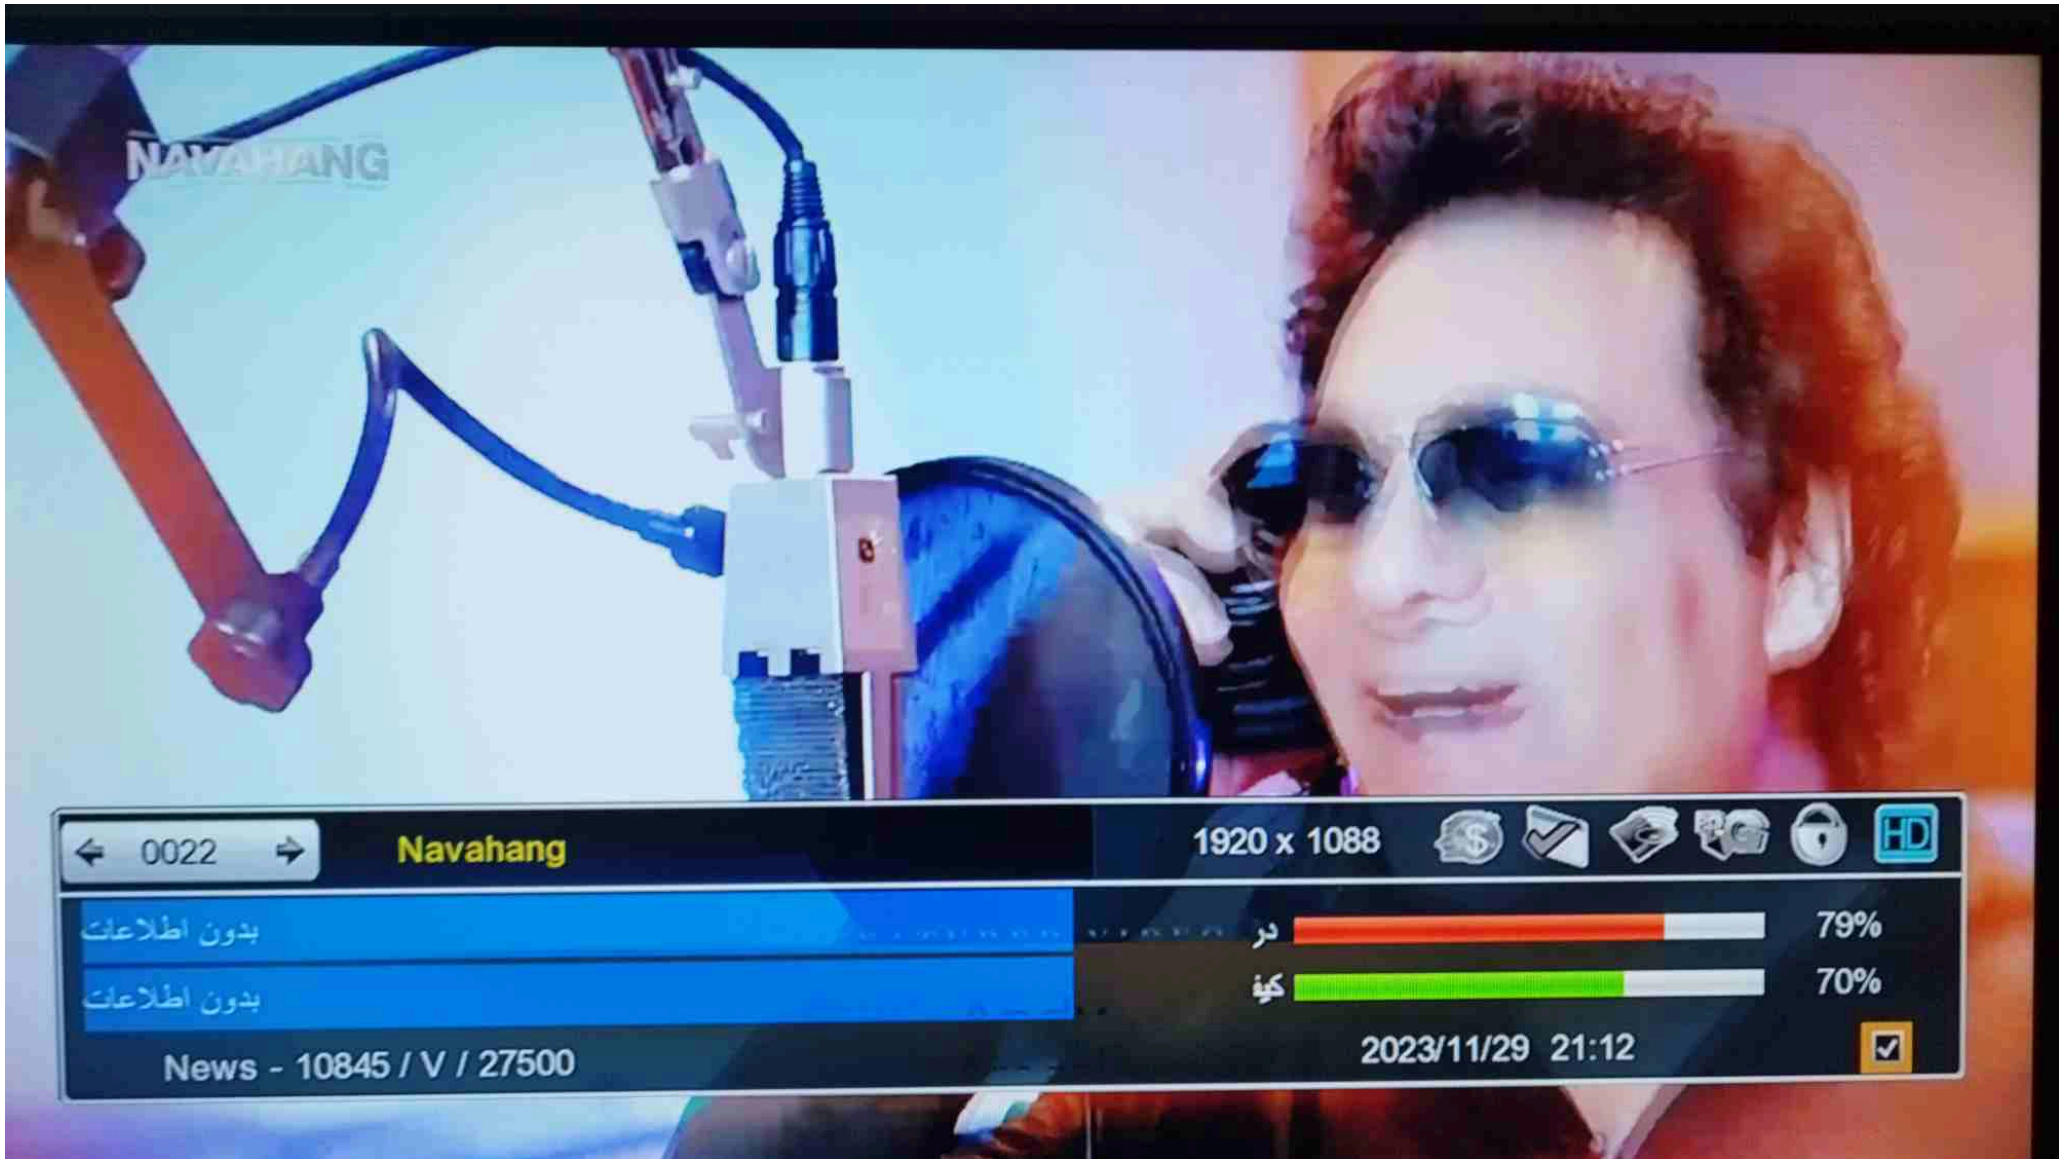 NAVAHANG
0022
Navahang
1920 x 1088
HD
بدون اطلاعات
در
79%
بدون اطلاعات
كيف
70%
News - 10845 / V / 27500
2023/11/29 21:12